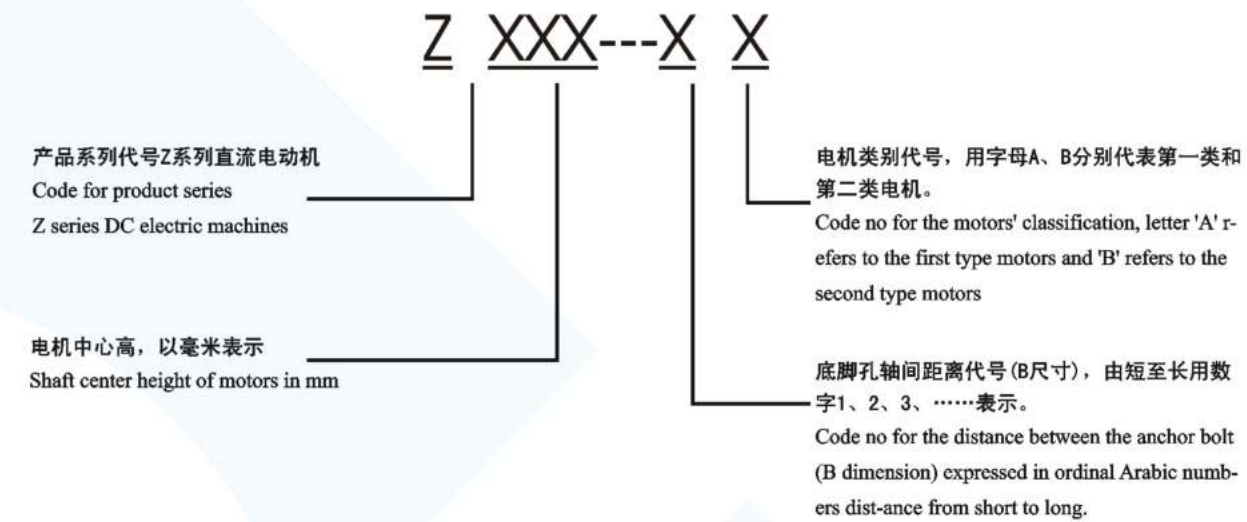 Z XXX---X X
产品系列代号Z系列直流电动机
Code for product series
Z series DC electric machines
电机中心高，以毫米表示
Shaft center height of motors in mm
电机类别代号，用字母A、B分别代表第一类和
第二类电机。
Code no for the motors' classification, letter 'A' r-
efers to the first type motors and 'B' refers to the
second type motors
底脚孔轴间距离代号(B尺寸)，由短至长用数
字1、2、3、……表示。
Code no for the distance between the anchor bolt
(B dimension) expressed in ordinal Arabic numb-
ers dist-ance from short to long.